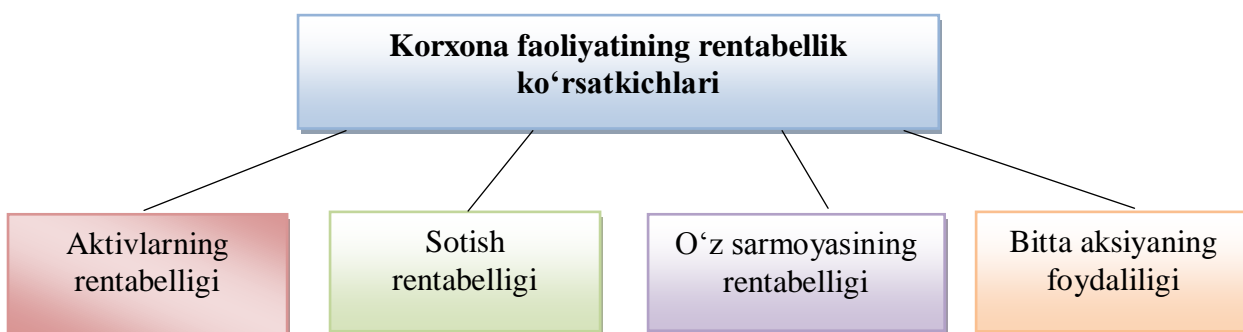 Korxona faoliyatining rentabellik
ko‘rsatkichlari
Aktivlarning
rentabelligi
Sotish
rentabelligi
O‘z sarmoyasining
rentabelligi
Bitta aksiyaning
foydaliligi